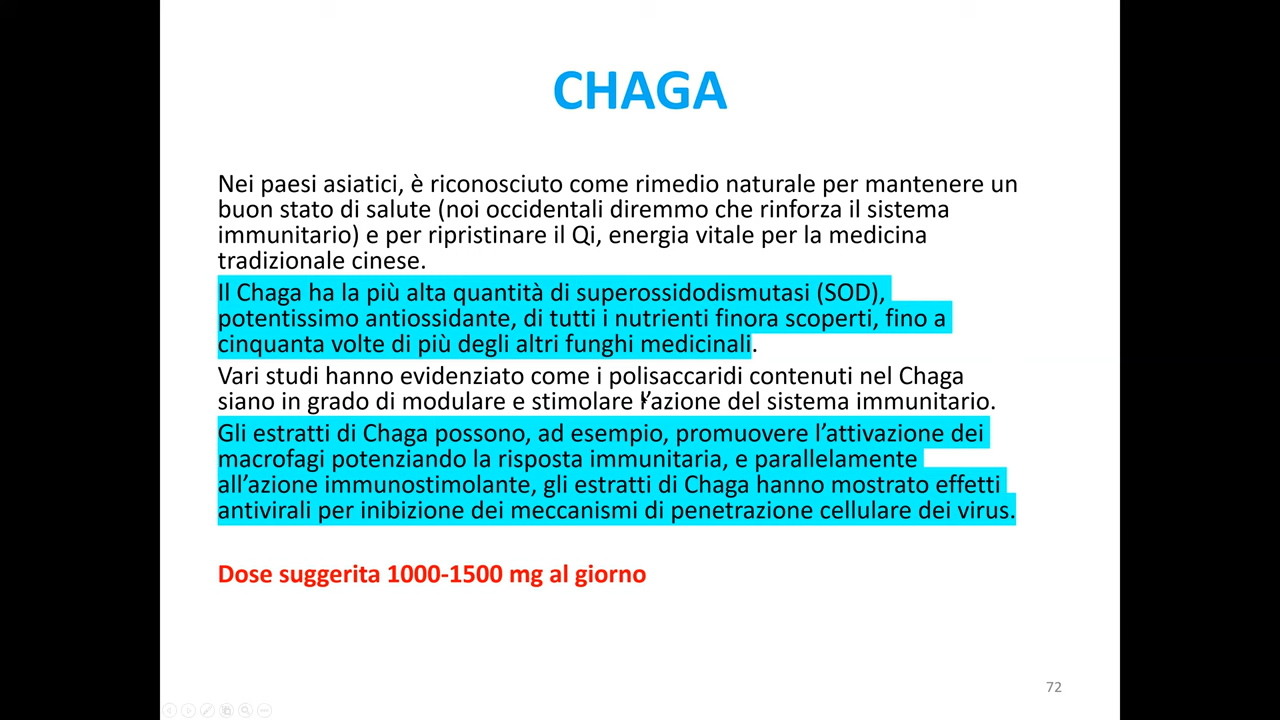 CHAGA
Nei paesi asiatici, è riconosciuto come rimedio naturale per mantenere un
buon stato di salute (noi occidentali diremmo che rinforza il sistema
immunitario) e per ripristinare il Qi, energia vitale per la medicina
tradizionale cinese.
Il Chaga ha la più alta quantità di superossidodismutasi (SOD),
potentissimo antiossidante, di tutti i nutrienti finora scoperti, fino a
cinquanta volte di più degli altri funghi medicinali.
Vari studi hanno evidenziato come i polisaccaridi contenuti nel Chaga
siano in grado di modulare e stimolare l’azione del sistema immunitario.
Gli estratti di Chaga possono, ad esempio, promuovere l’attivazione dei
macrofagi potenziando la risposta immunitaria, e parallelamente
all’azione immunostimolante, gli estratti di Chaga hanno mostrato effetti
antivirali per inibizione dei meccanismi di penetrazione cellulare dei virus.
Dose suggerita 1000-1500 mg al giorno
72